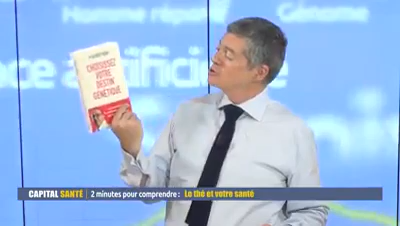 Homme répa
Génome
ce artificie
CHOISISSEZ
VOTRE
DESTIN
GÉNÉTIQUE
CAPITAL SANTÉ 2 minutes pour comprendre : Le thé et votre santé